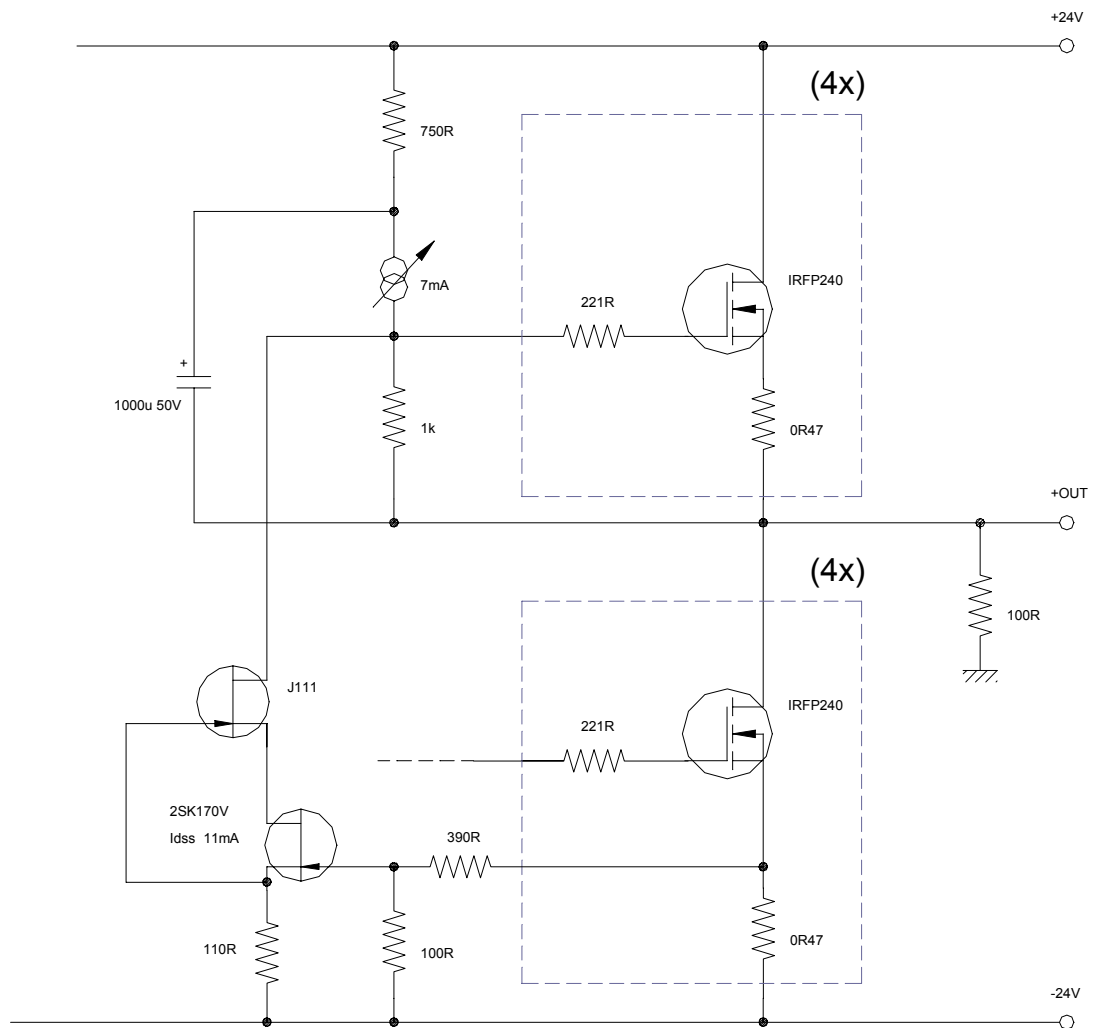 +24V
(4x)
750R
IRFP240
7mA
221R
+
1000u 50V
1k
0R47
+OUT
(4x)
100R
J111
IRFP240
221R
2SK170V
Idss 11mA
390R
110R
100R
0R47
-24V